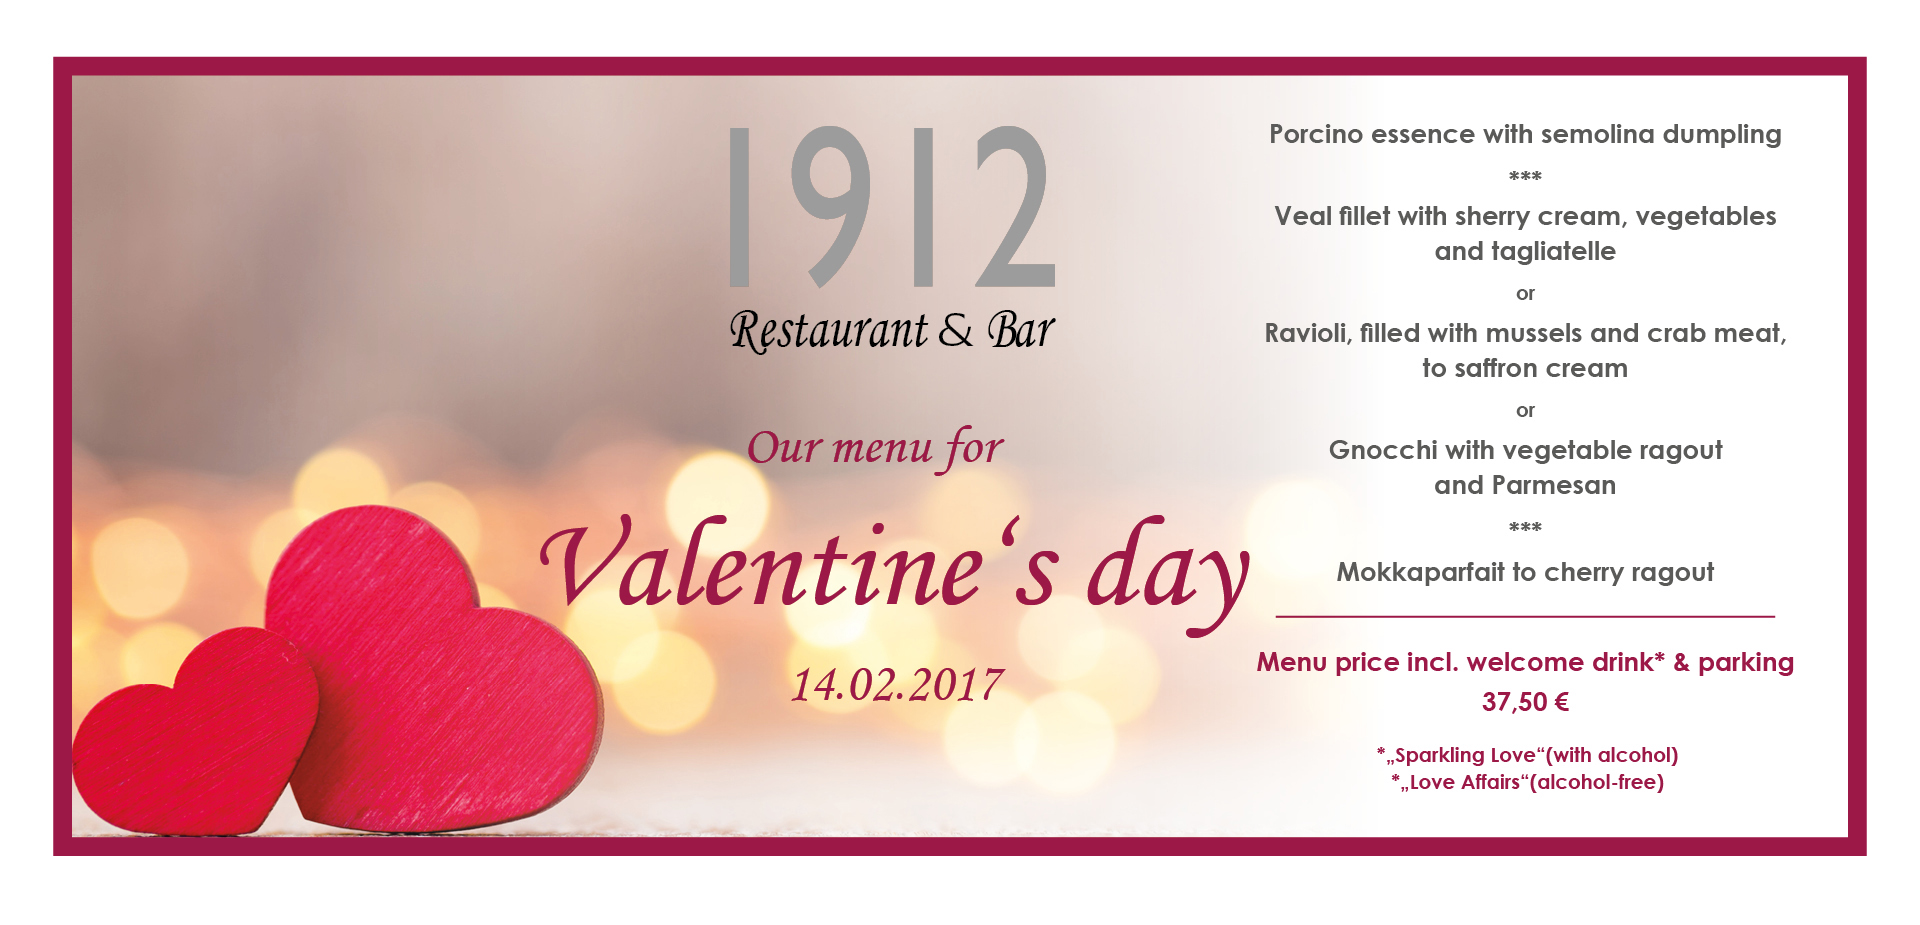 1912
Restaurant & Bar
Our menu for
Valentine‘s day
14.02.2017
Porcino essence with semolina dumpling
***
Veal fillet with sherry cream, vegetables
and tagliatelle
or
Ravioli, filled with mussels and crab meat,
to saffron cream
or
Gnocchi with vegetable ragout
and Parmesan
***
Mokkaparfait to cherry ragout
Menu price incl. welcome drink* & parking
37,50 €
*„Sparkling Love“(with alcohol)
*„Love Affairs“(alcohol-free)